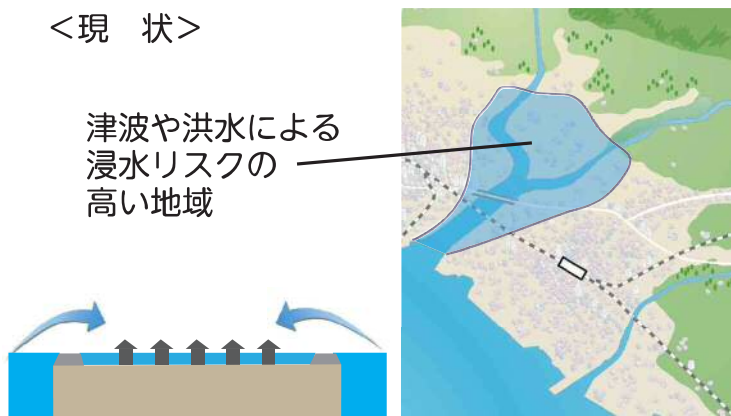 ＜現　状＞
津波や洪水による
浸水リスクの
高い地域